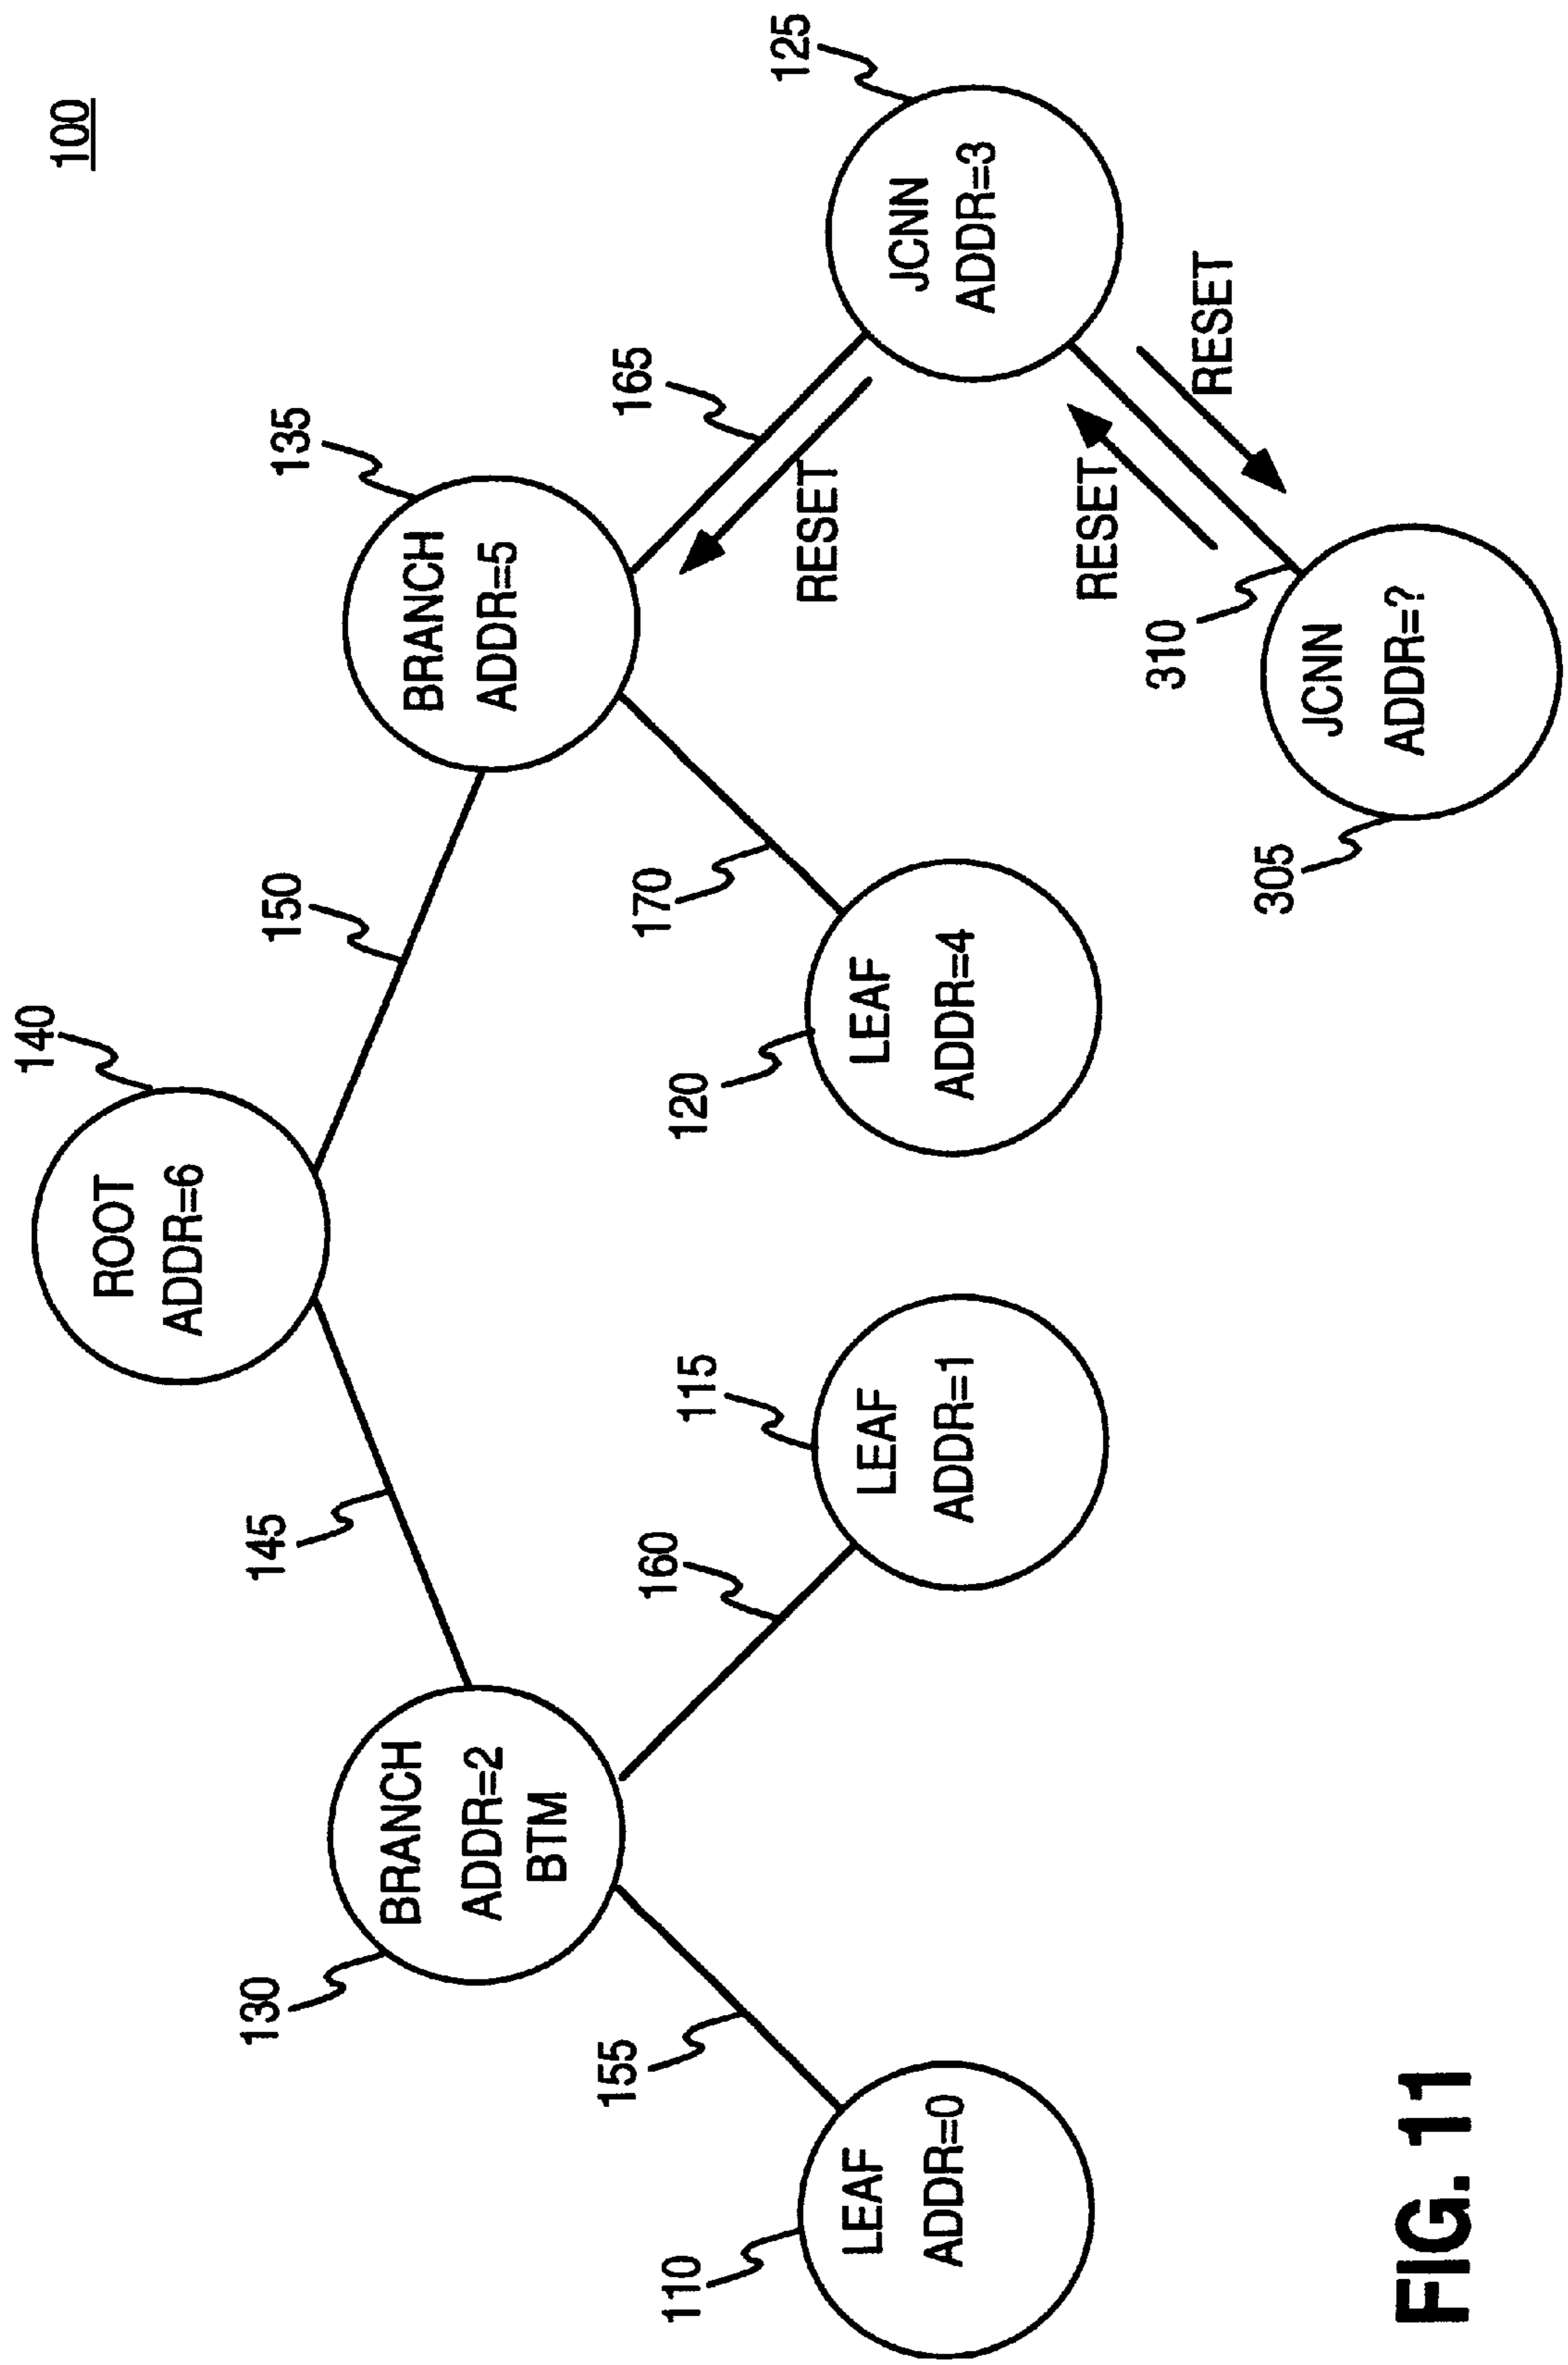 100
140
ROOT
ADDR=6
145
150
130
BRANCH
ADDR=2
BTM
135
BRANCH
ADDR=5
155
160
170
165
RESET
110
LEAF
ADDR=0
115
LEAF
ADDR=1
120
LEAF
ADDR=4
125
JCNN
ADDR=3
RESET
RESET
310
305
JCNN
ADDR=?
FIG. 11